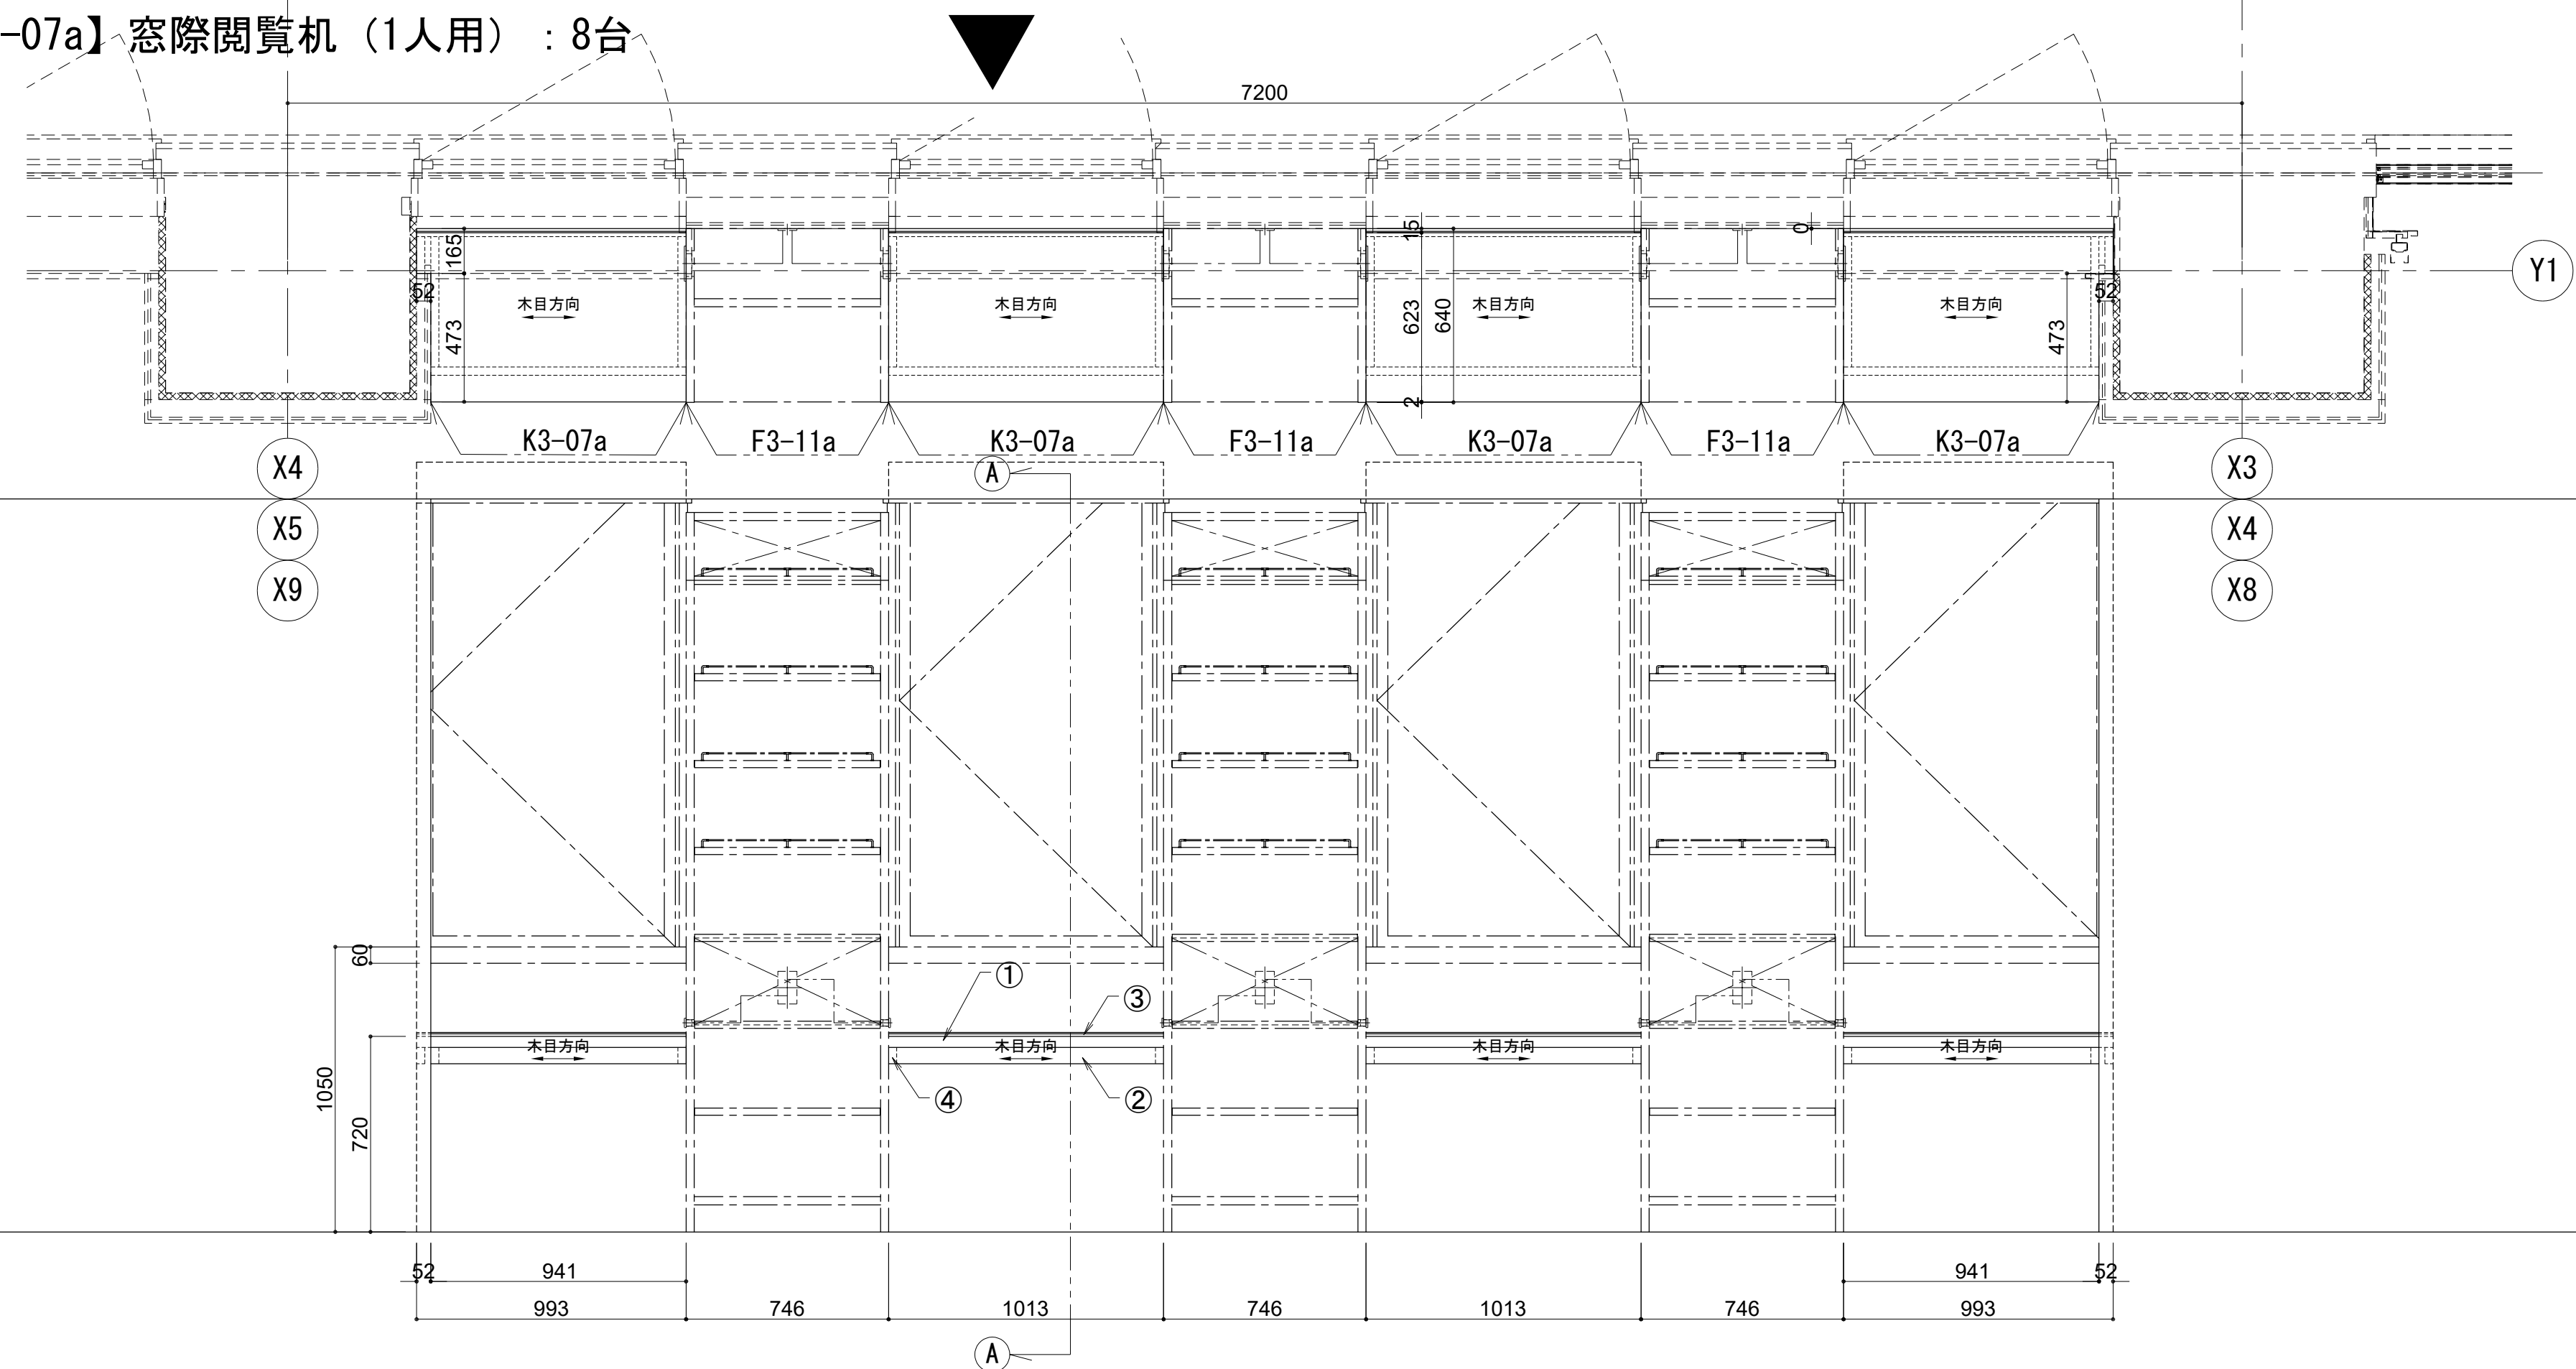 -07a】窓際閲覧机（1人用）：8台
7200
165
15
0
52
木目方向
木目方向
木目方向
木目方向
52
473
623
640
473
2
Y1
K3-07a
F3-11a
K3-07a
F3-11a
K3-07a
F3-11a
K3-07a
X4
X5
X9
A
X3
X4
X8
60
①
③
木目方向
木目方向
木目方向
木目方向
④
②
1050
720
52
941
941
52
993
746
1013
746
1013
746
993
A